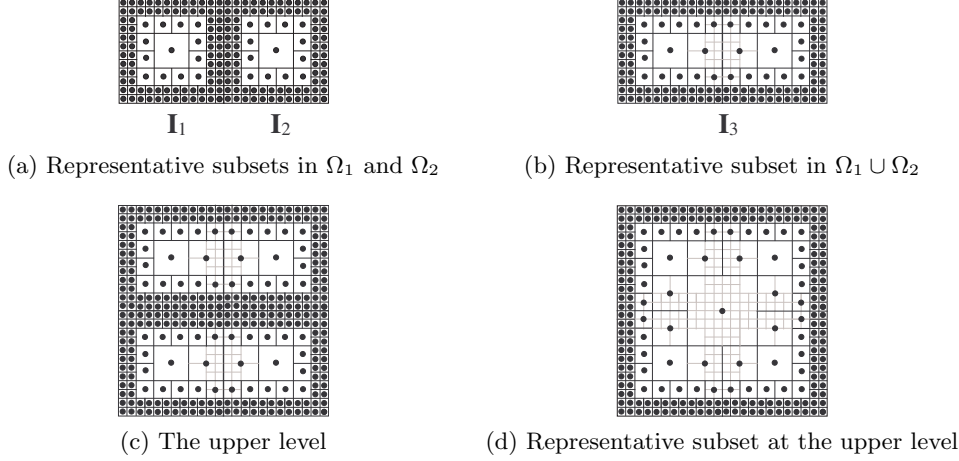 I₁ I₂ I₃
(a) Representative subsets in Ω₁ and Ω₂ (b) Representative subset in Ω₁ ∪ Ω₂
(c) The upper level (d) Representative subset at the upper level